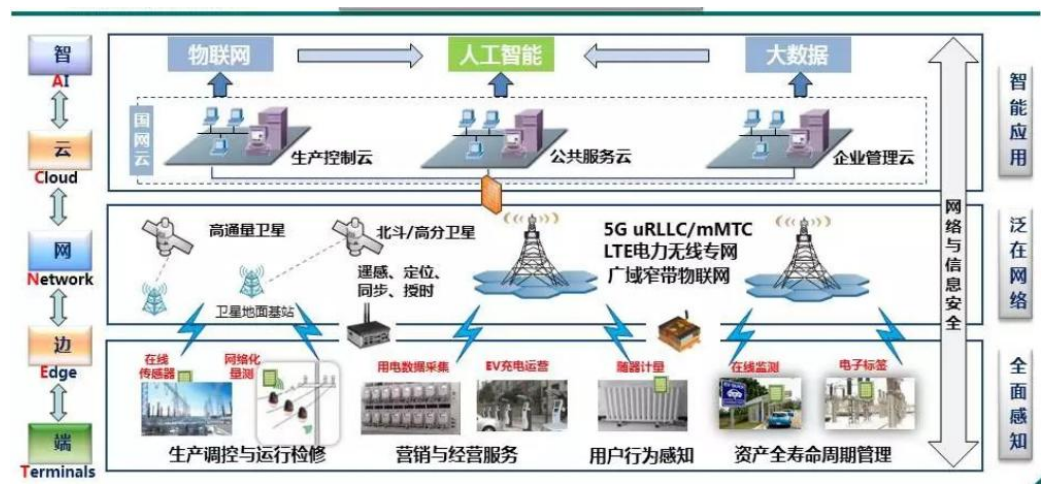 智
AI
云
Cloud
网
Network
边
Edge
端
Terminals
物联网
人工智能
大数据
国网云
生产控制云
公共服务云
企业管理云
高通量卫星
北斗/高分卫星
遥感、定位、
同步、授时
卫星地面基站
5G uRLLC/mMTC
LTE电力无线专网
广域窄带物联网
在线
传感器
网络化
量测
用电数据采集
EV充电运营
随器计量
在线监测
电子标签
生产调控与运行检修
营销与经营服务
用户行为感知
资产全寿命周期管理
网络与信息安全
智能应用
泛在网络
全面感知